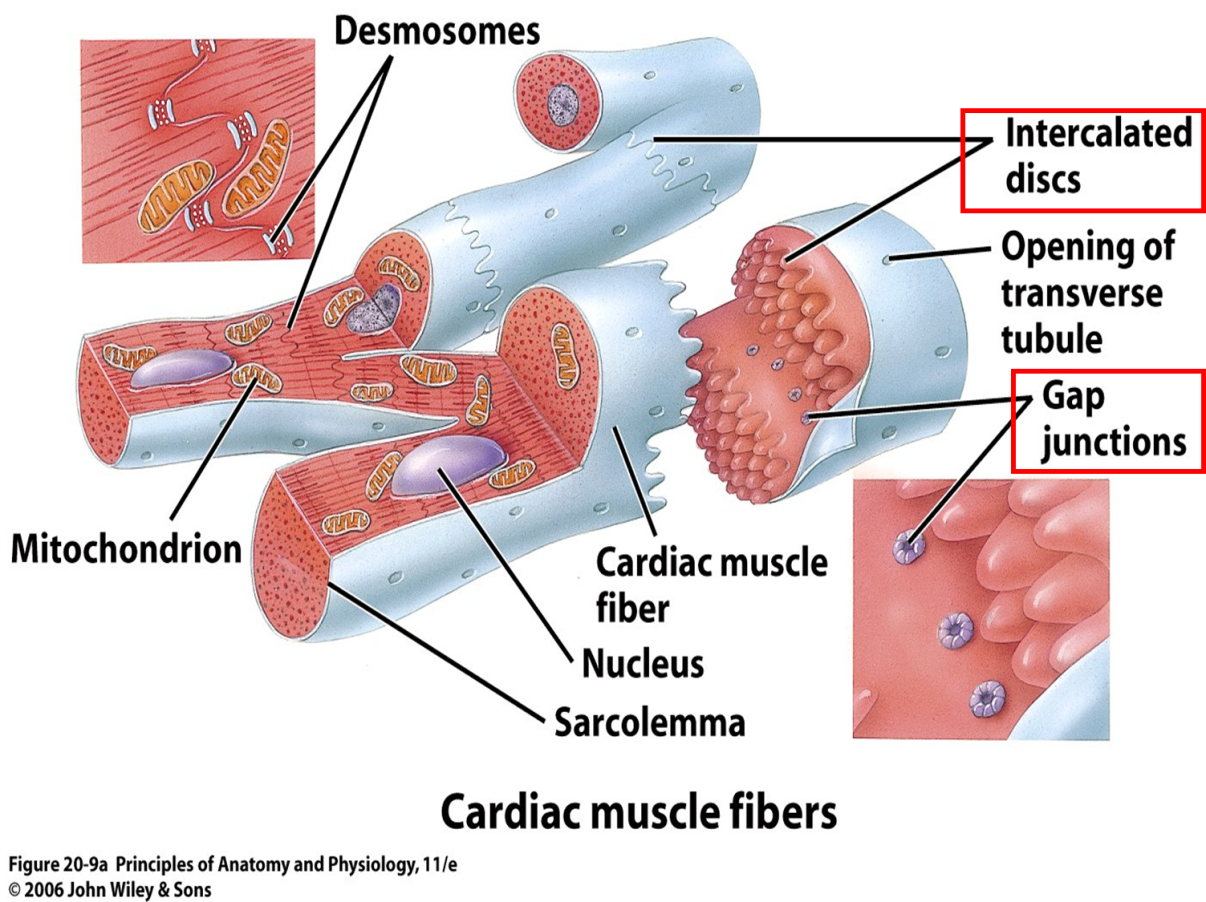 Desmosomes
Intercalated
discs
Opening of
transverse
tubule
Gap
junctions
Mitochondrion
Cardiac muscle
fiber
Nucleus
Sarcolemma
Cardiac muscle fibers
Figure 20-9a Principles of Anatomy and Physiology, 11/e
© 2006 John Wiley & Sons